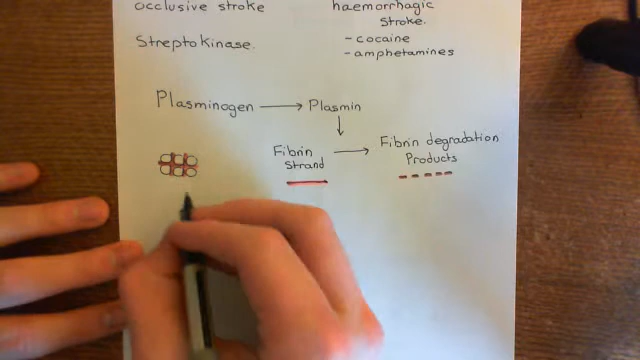 occlusive stroke
Streptokinase.
haemorrhagic
Stroke.
- cocaine
- amphetamines
Plasminogen → Plasmin
↓
Fibrin Strand → Fibrin degradation Products